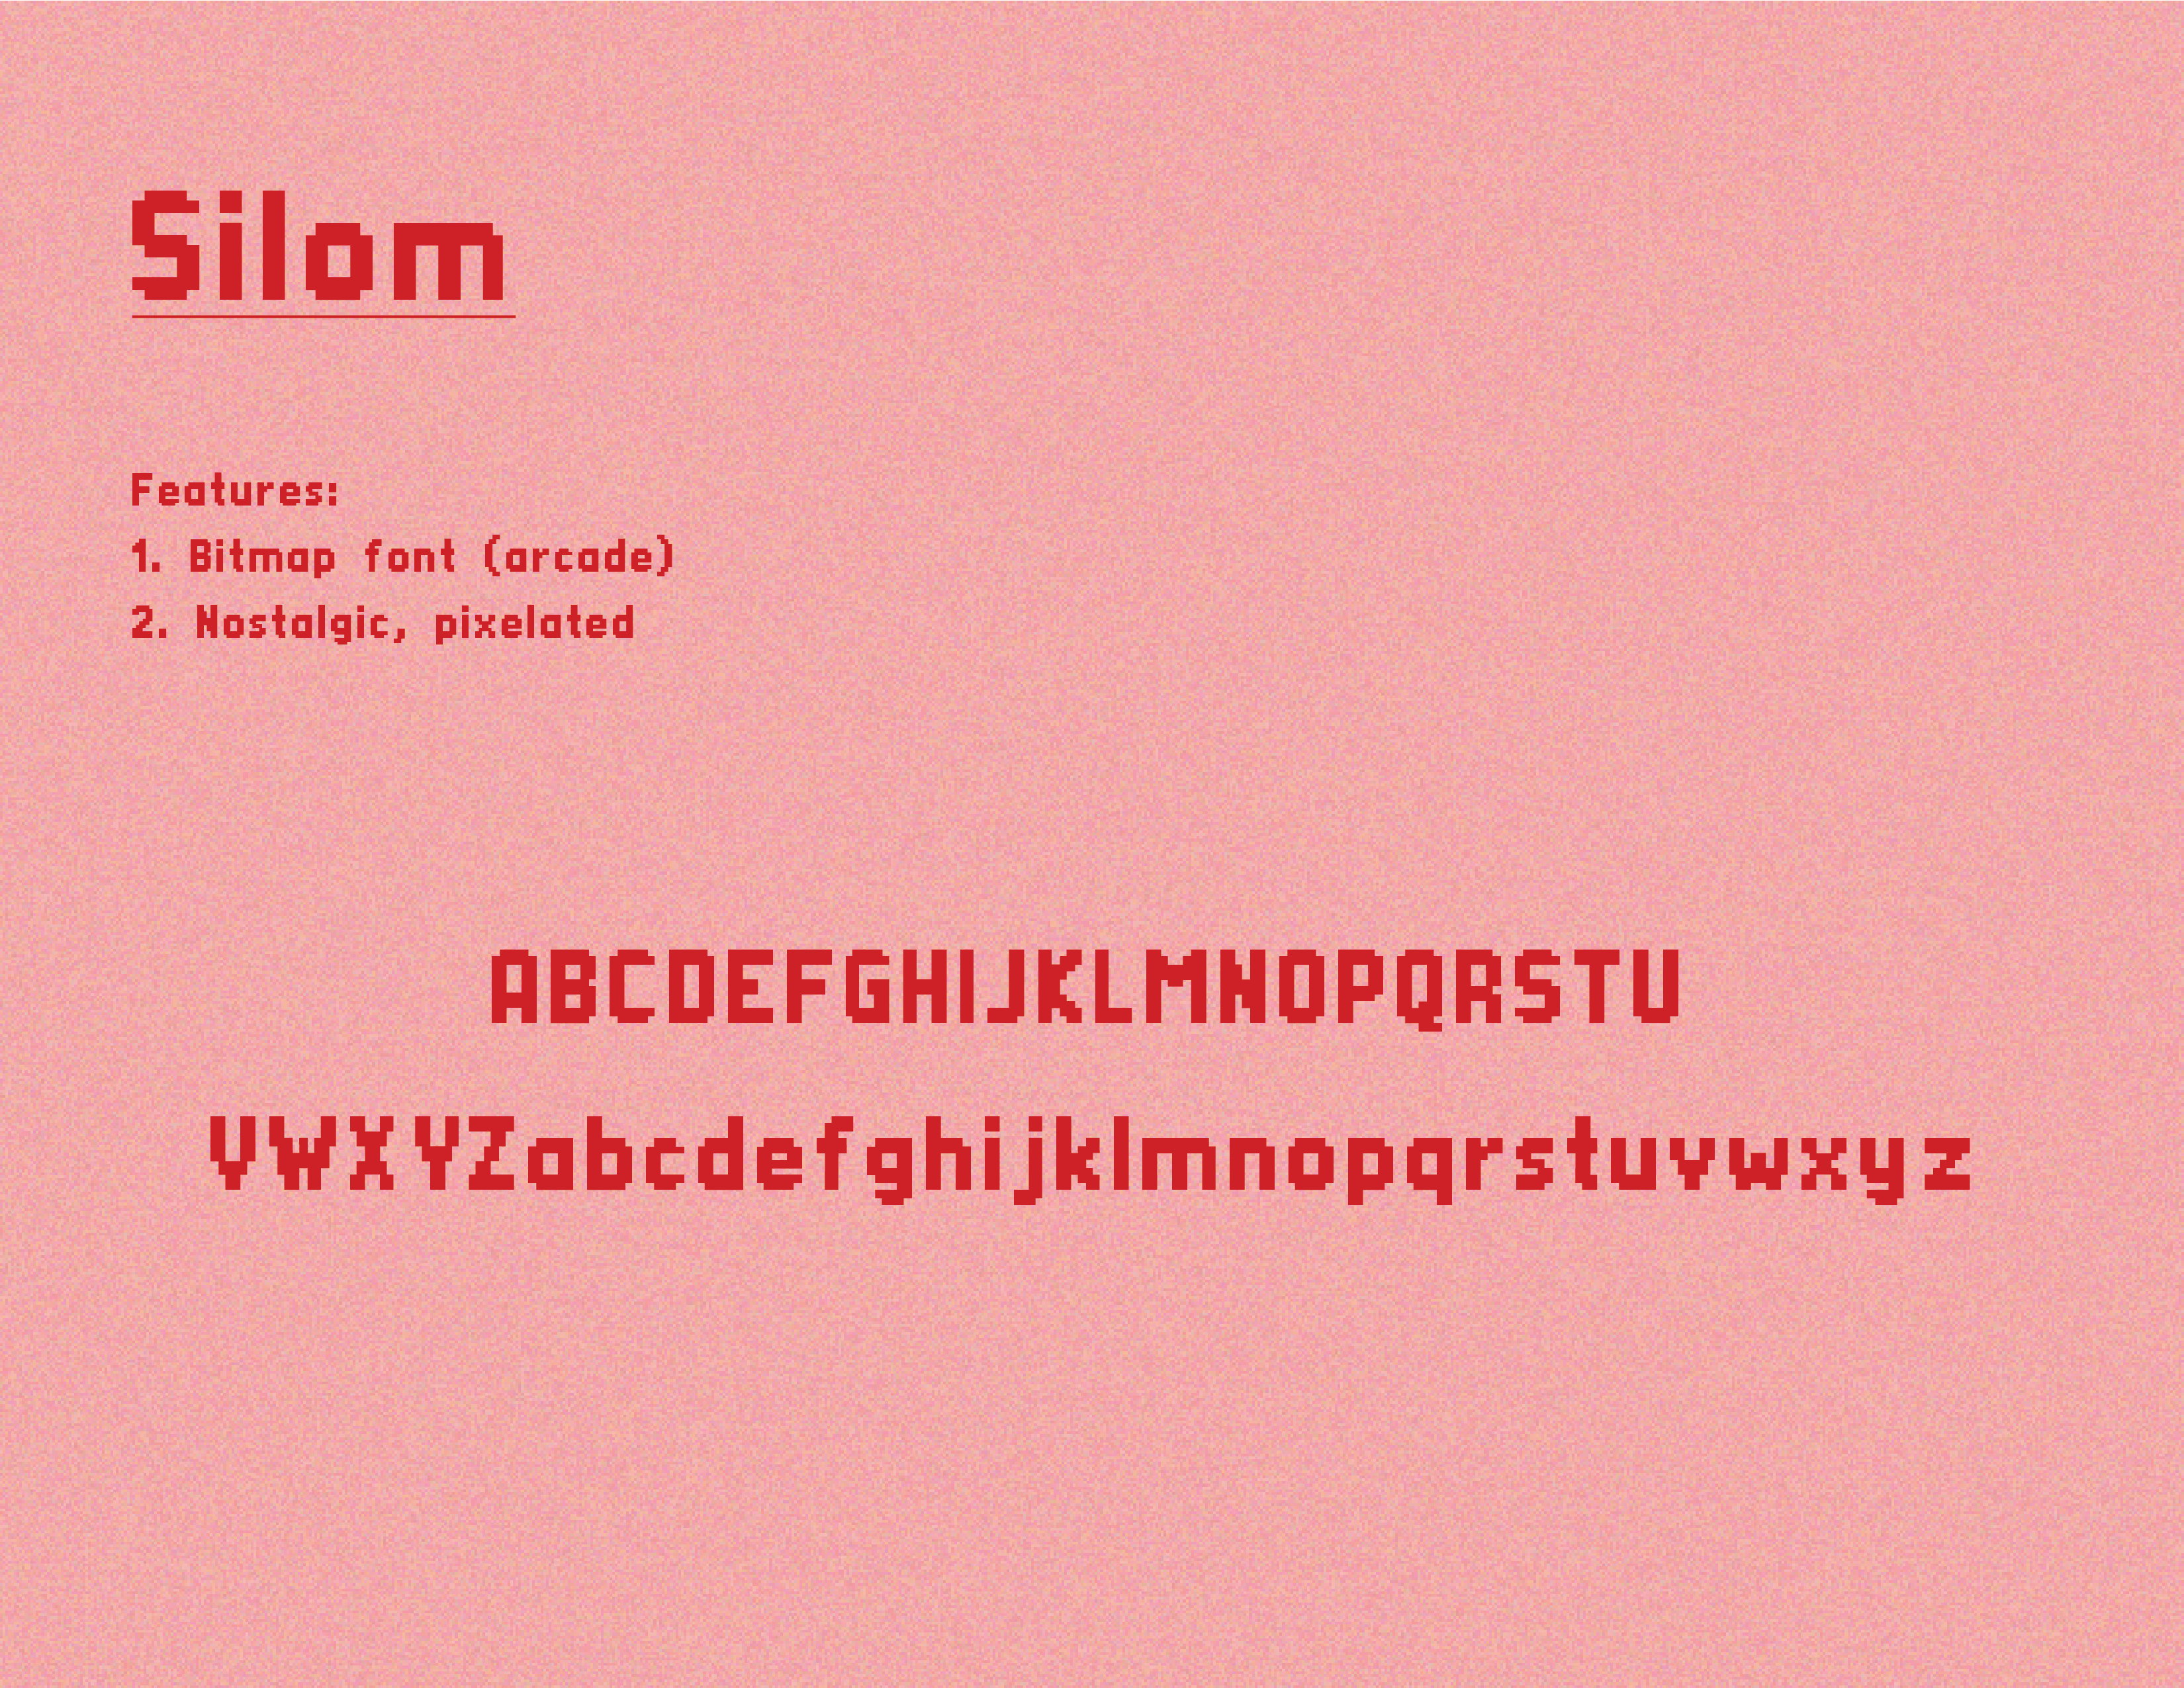 Silom
Features:
1. Bitmap font (arcade)
2. Nostalgic, pixelated
ABCDEFGHIJKLMNOPQRSTU
VWXYZabcdefghijklmnopqrstuvwxyz